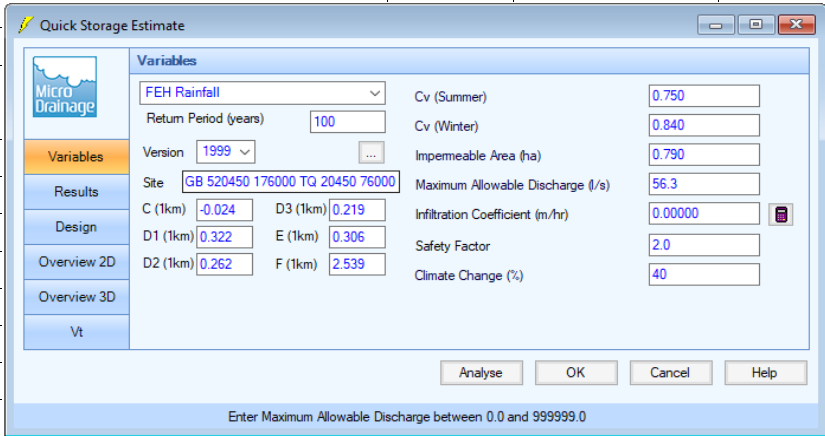 Quick Storage Estimate
Micro
Drainage
Variables
Results
Design
Overview 2D
Overview 3D
Vt
Variables
FEH Rainfall
Return Period (years) 100
Version 1999 ...
Site GB 520450 176000 TQ 20450 76000
C (1km) -0.024 D3 (1km) 0.219
D1 (1km) 0.322 E (1km) 0.306
D2 (1km) 0.262 F (1km) 2.539
Cv (Summer) 0.750
Cv (Winter) 0.840
Impermeable Area (ha) 0.790
Maximum Allowable Discharge (l/s) 56.3
Infiltration Coefficient (m/hr) 0.00000
Safety Factor 2.0
Climate Change (%) 40
Analyse OK Cancel Help
Enter Maximum Allowable Discharge between 0.0 and 999999.0